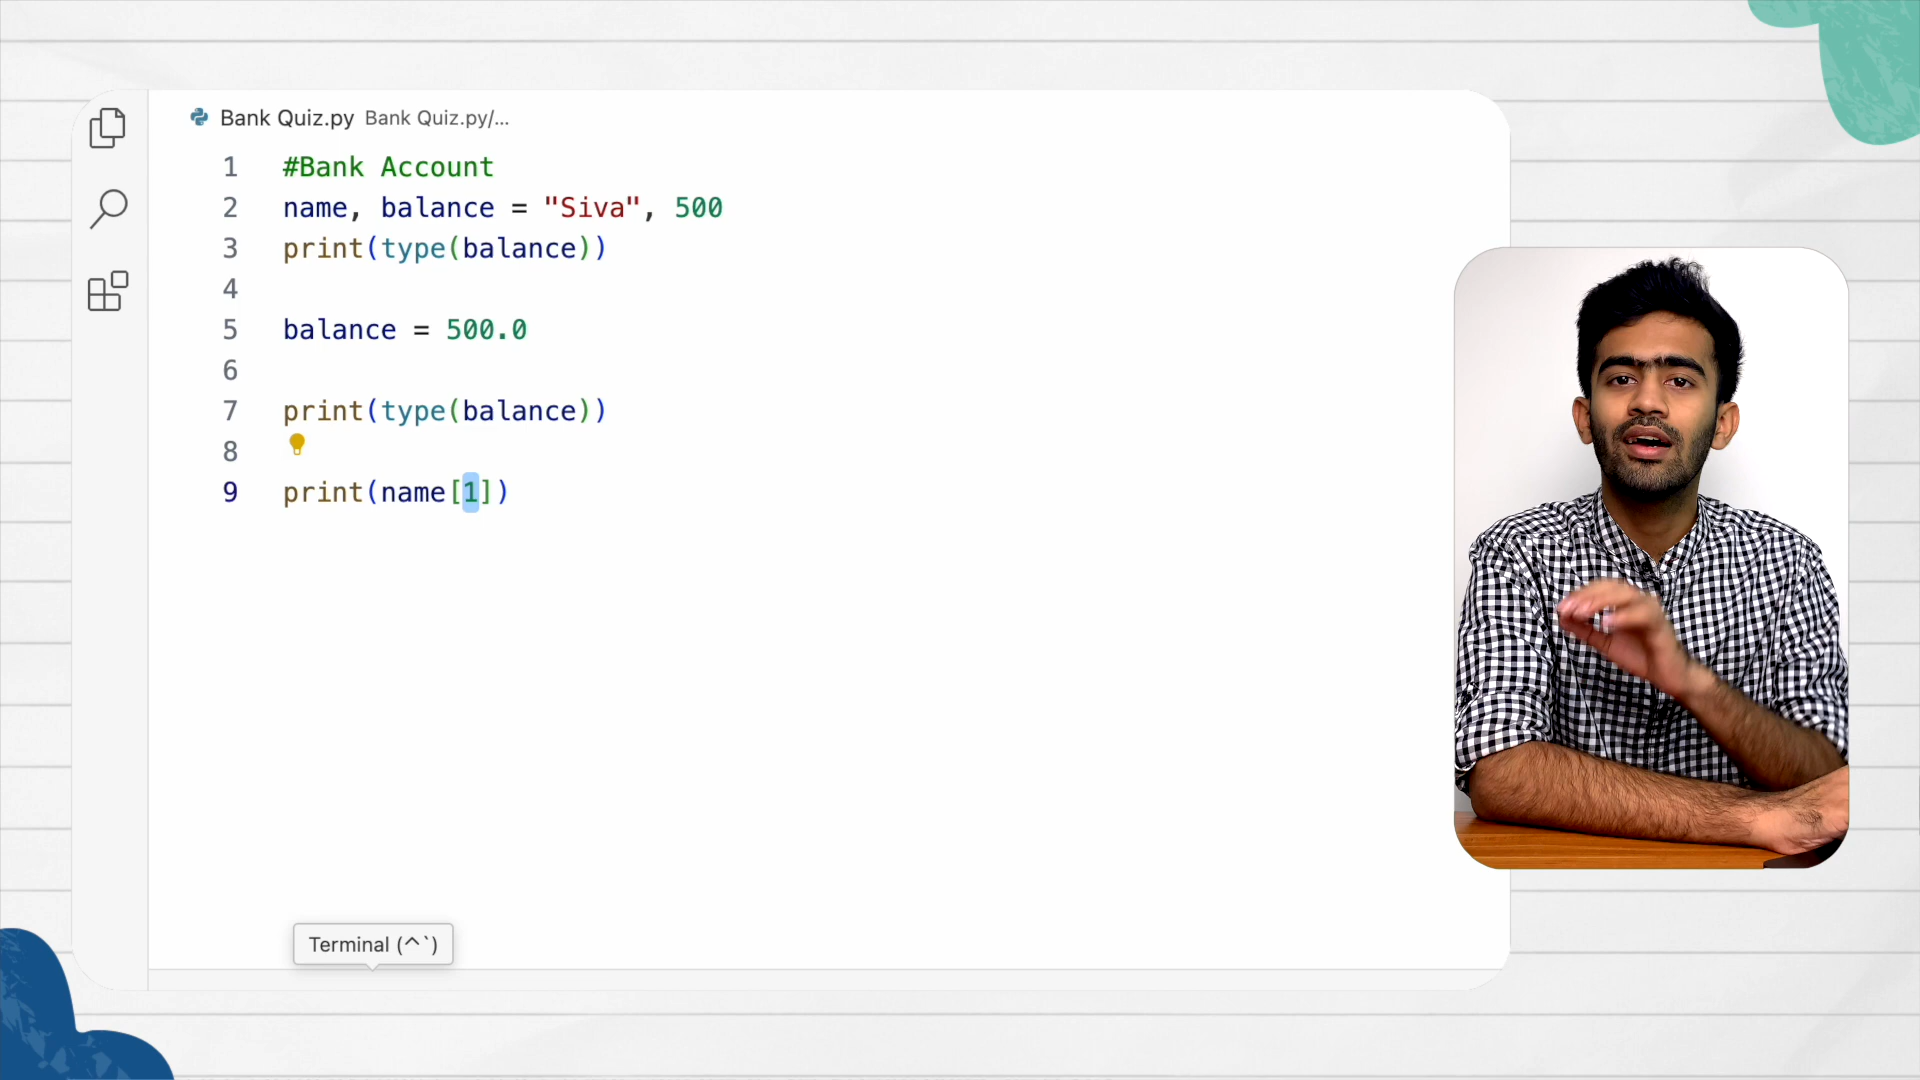 Bank Quiz.py Bank Quiz.py/...
1 #Bank Account
2 name, balance = "Siva", 500
3 print(type(balance))
4
5 balance = 500.0
6
7 print(type(balance))
8
9 print(name[1])
Terminal (^`)